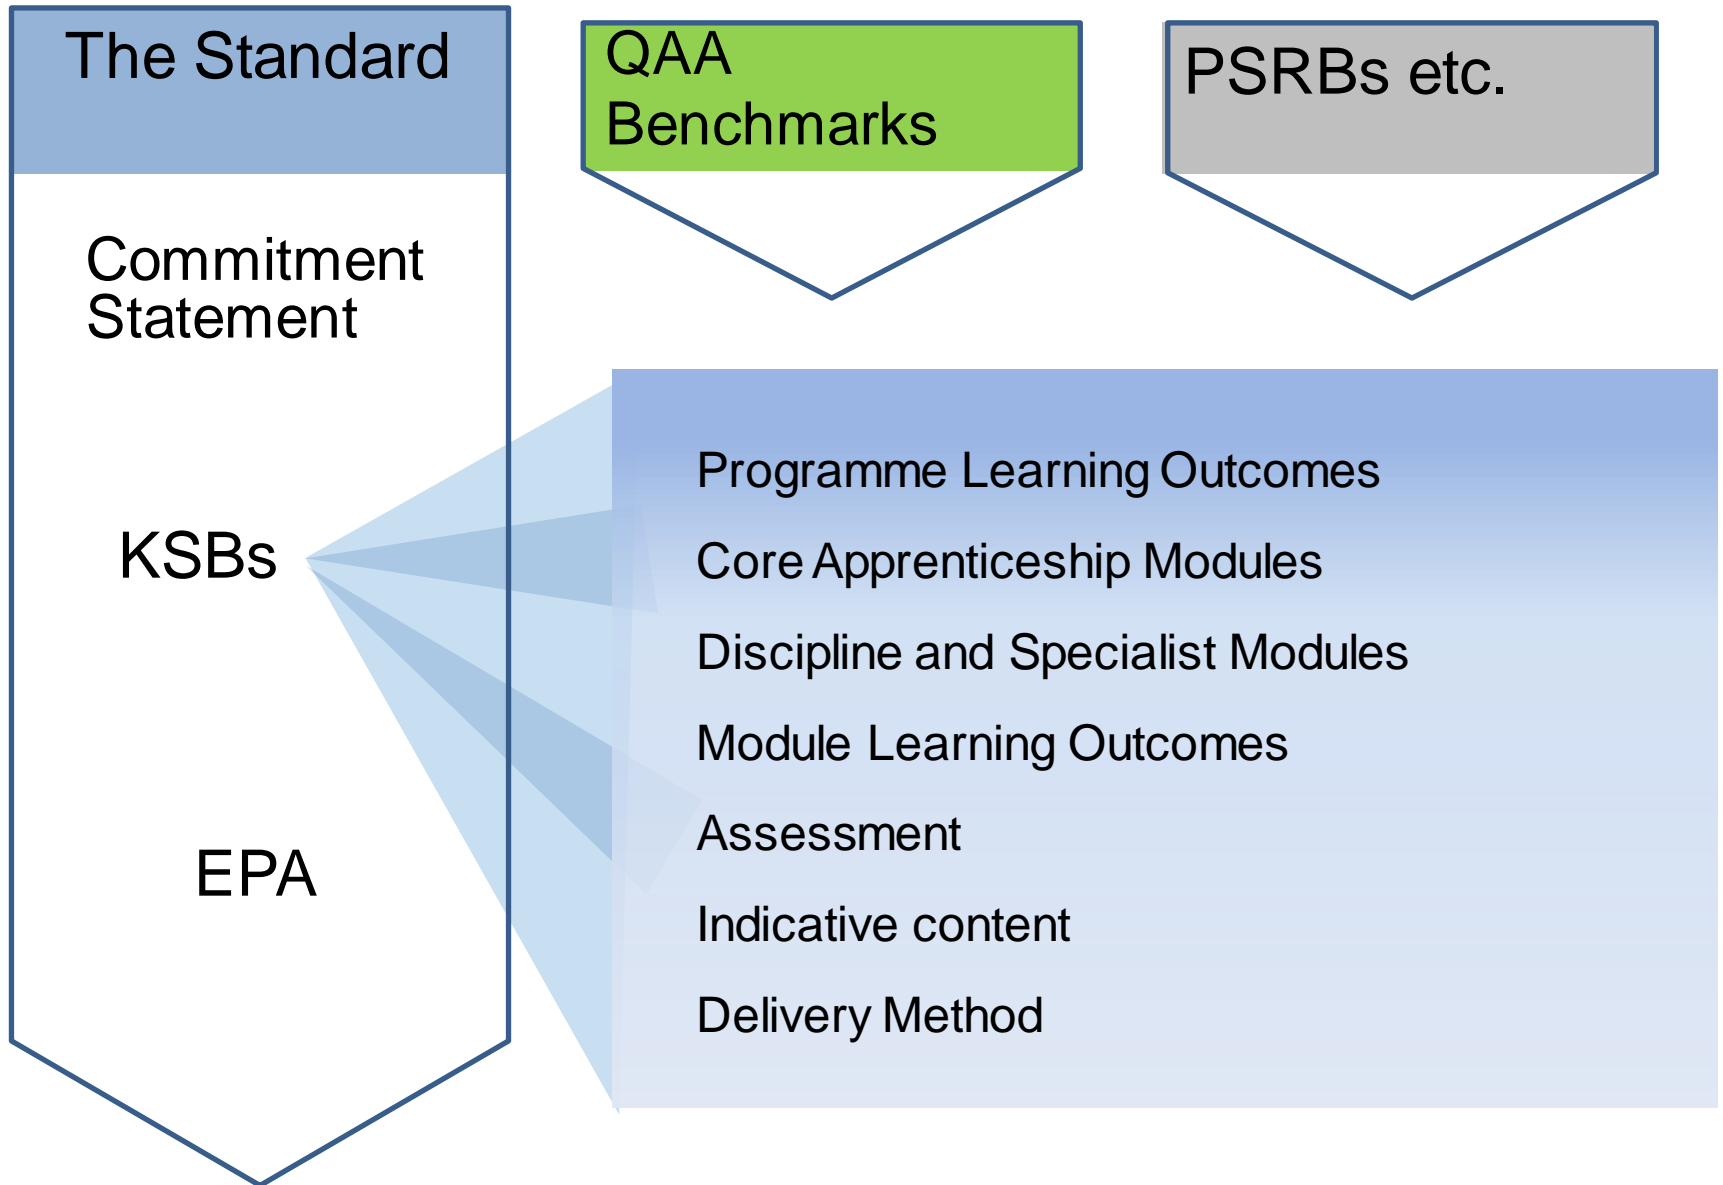 The Standard
QAA
Benchmarks
PSRBs etc.
Commitment
Statement
KSBs
EPA
Programme Learning Outcomes
Core Apprenticeship Modules
Discipline and Specialist Modules
Module Learning Outcomes
Assessment
Indicative content
Delivery Method